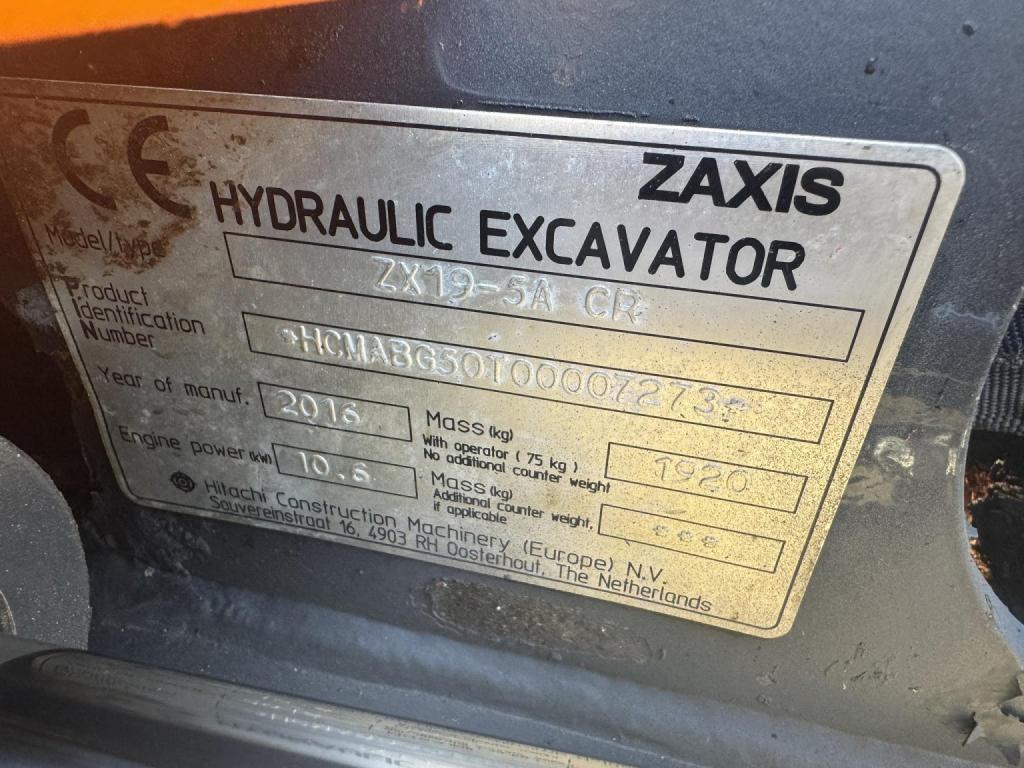 CE
ZAXIS
HYDRAULIC EXCAVATOR
Model/type
ZX19-5A CR
Product
Identification
Number
*HCMABG50T00007273*
Year of manuf.
2016
Mass (kg)
With operator (75 kg)
No additional counter weight
1920
Engine power (kW)
10.6
Mass (kg)
Additional counter weight,
if applicable
Hitachi Construction Machinery (Europe) N.V.
Souvereinstraat 16, 4903 RH Oosterhout, The Netherlands